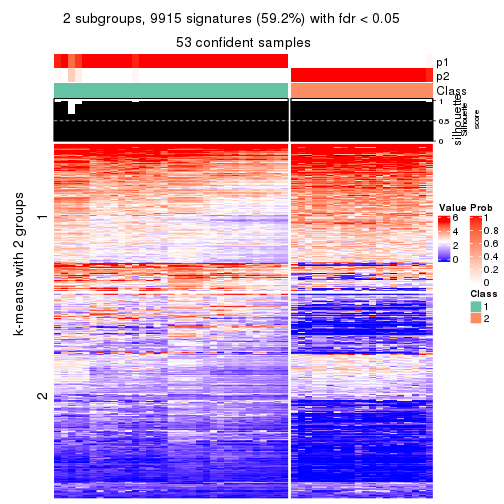 2 subgroups, 9915 signatures (59.2%) with fdr < 0.05
53 confident samples
p1
p2
Class
1
0.5
0
silhouette
Silhouette
score
k-means with 2 groups
1
2
Value
6
4
2
0
Prob
1
0.8
0.6
0.4
0.2
0
Class
1
2